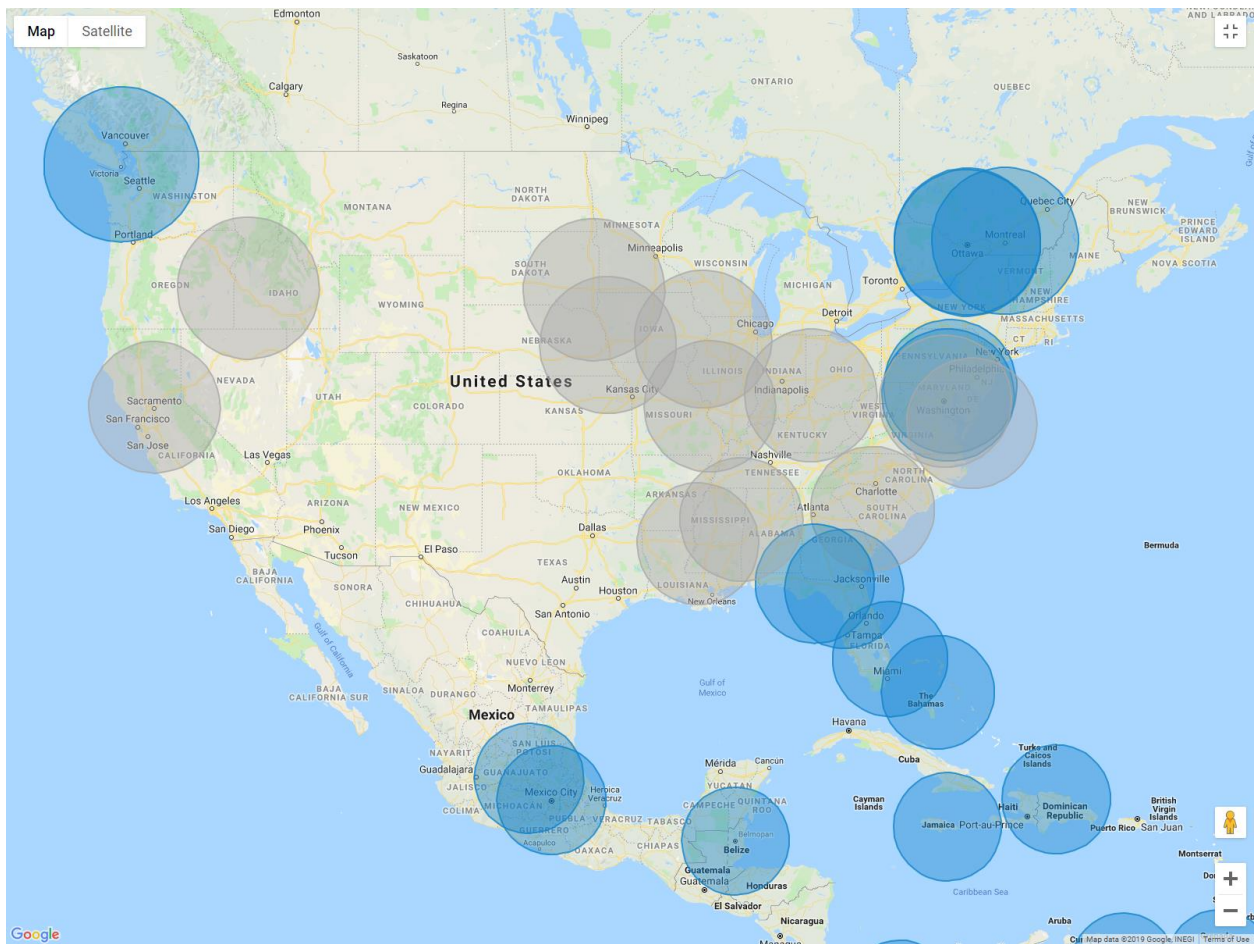 Map
Satellite
Edmonton
AND LABRADOR
Saskatoon
Calgary
Regina
Winnipeg
ONTARIO
QUEBEC
Gulf of
Vancouver
Victoria
Seattle
WASHINGTON
Portland
MONTANA
NORTH
DAKOTA
MINNESOTA
Minneapolis
SOUTH
DAKOTA
WISCONSIN
Quebec City
NEW
BRUNSWICK
PRINCE
EDWARD
ISLAND
Montreal
Ottawa
MAINE
NOVA SCOTIA
VERMONT
OREGON
IDAHO
WYOMING
MICHIGAN
Toronto
NEW YORK
NEW
HAMPSHIRE
MASSACHUSETTS
CT
RI
Detroit
Chicago
IOWA
NEBRASKA
United States
Kansas City
KANSAS
MISSOURI
ILLINOIS
INDIANA
Indianapolis
OHIO
PENNSYLVANIA
New York
Philadelphia
MARYLAND
NJ
DE
Washington
WEST
VIRGINIA
VIRGINIA
KENTUCKY
Nashville
TENNESSEE
NEVADA
UTAH
COLORADO
Sacramento
San Francisco
San Jose
CALIFORNIA
Las Vegas
Los Angeles
San Diego
ARIZONA
Phoenix
Tucson
NEW MEXICO
El Paso
OKLAHOMA
ARKANSAS
Dallas
TEXAS
Austin
Houston
San Antonio
MISSISSIPPI
ALABAMA
LOUISIANA
New Orleans
Atlanta
GEORGIA
NORTH
CAROLINA
Charlotte
SOUTH
CAROLINA
Jacksonville
Orlando
Tampa
FLORIDA
Miami
The
Bahamas
Bermuda
BAJA
CALIFORNIA
SONORA
CHIHUAHUA
Gulf of California
COAHUILA
BAJA
CALIFORNIA SUR
SINALOA
DURANGO
NUEVO LEON
Monterrey
TAMAULIPAS
Mexico
Gulf of
Mexico
NAYARIT
SAN LUIS
POTOSI
Guadalajara
GUANAJUATO
JALISCO
COLIMA
MICHOACÁN
Mexico City
Heroica
Veracruz
PUEBLA
VERACRUZ
GUERRERO
Acapulco
OAXACA
TABASCO
CHIAPAS
CAMPECHE
Mérida
Cancún
YUCATAN
QUINTANA
ROO
Belmopan
Belize
Guatemala
Guatemala
Honduras
El Salvador
Nicaragua
Managua
Havana
Cuba
Cayman
Islands
Jamaica
Port-au-Prince
Haiti
Turks and
Caicos
Islands
Dominican
Republic
Puerto Rico
San Juan
British
Virgin
Islands
Montserrat
Caribbean Sea
Aruba
Google
Map data ©2019 Google, INEGI
Terms of Use